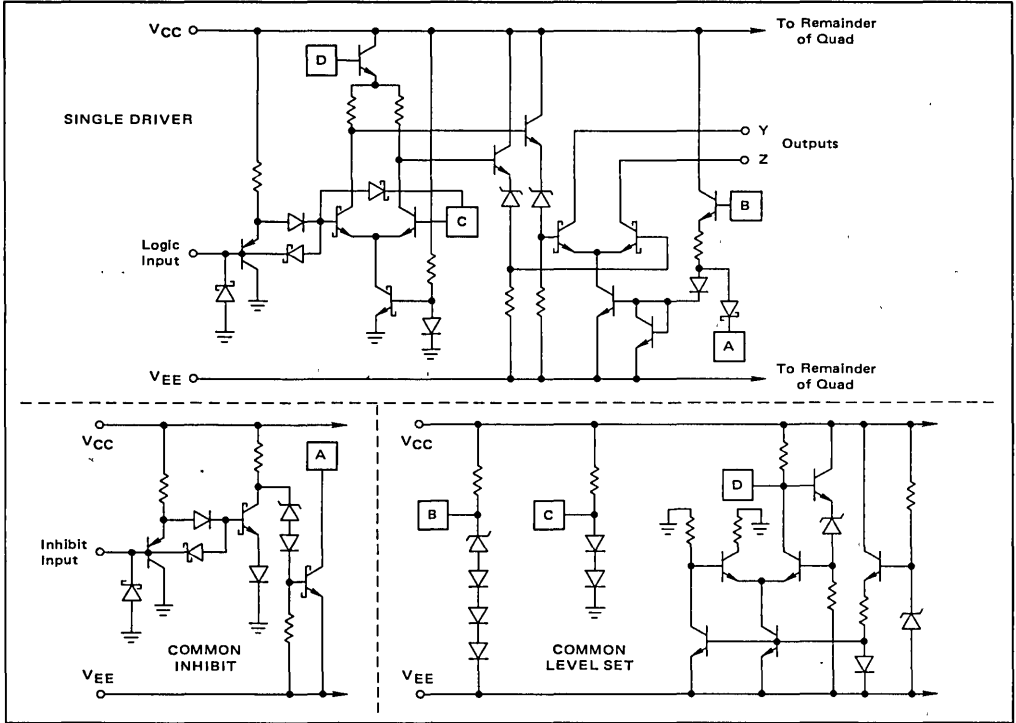 VCC
To Remainder
of Quad
D
SINGLE DRIVER
Y
Outputs
Z
B
C
Logic
Input
A
VEE
To Remainder
of Quad
VCC
A
Inhibit
Input
COMMON
INHIBIT
VEE
VCC
D
B
C
COMMON
LEVEL SET
VEE